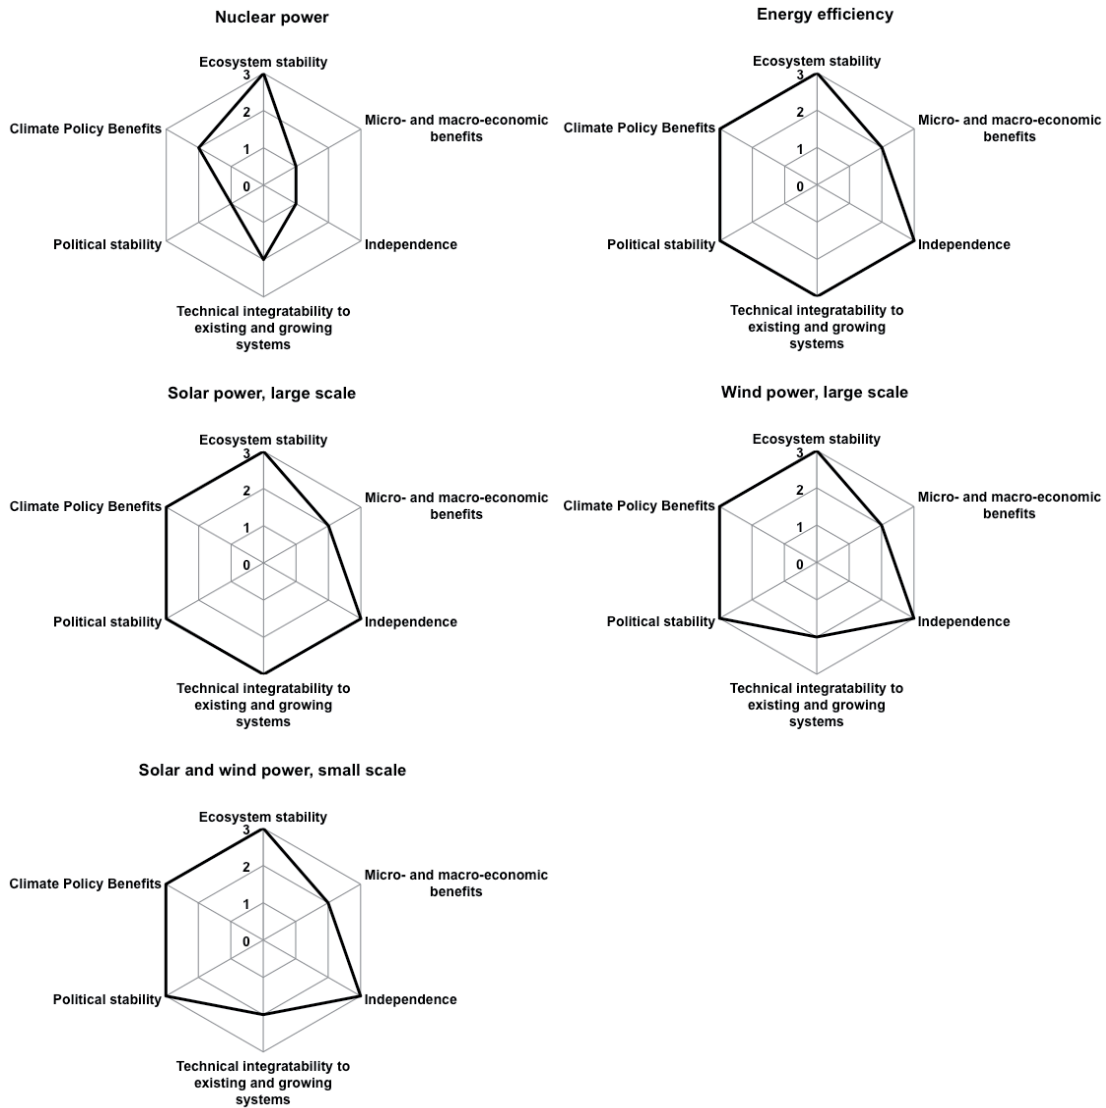 Nuclear power
Ecosystem stability
3
Climate Policy Benefits
Micro- and macro-economic
benefits
2
1
0
Political stability
Independence
Technical integratability to
existing and growing
systems
Energy efficiency
Ecosystem stability
3
Climate Policy Benefits
Micro- and macro-economic
benefits
2
1
0
Political stability
Independence
Technical integratability to
existing and growing
systems
Solar power, large scale
Ecosystem stability
3
Climate Policy Benefits
Micro- and macro-economic
benefits
2
1
0
Political stability
Independence
Technical integratability to
existing and growing
systems
Wind power, large scale
Ecosystem stability
3
Climate Policy Benefits
Micro- and macro-economic
benefits
2
1
0
Political stability
Independence
Technical integratability to
existing and growing
systems
Solar and wind power, small scale
Ecosystem stability
3
Climate Policy Benefits
Micro- and macro-economic
benefits
2
1
0
Political stability
Independence
Technical integratability to
existing and growing
systems